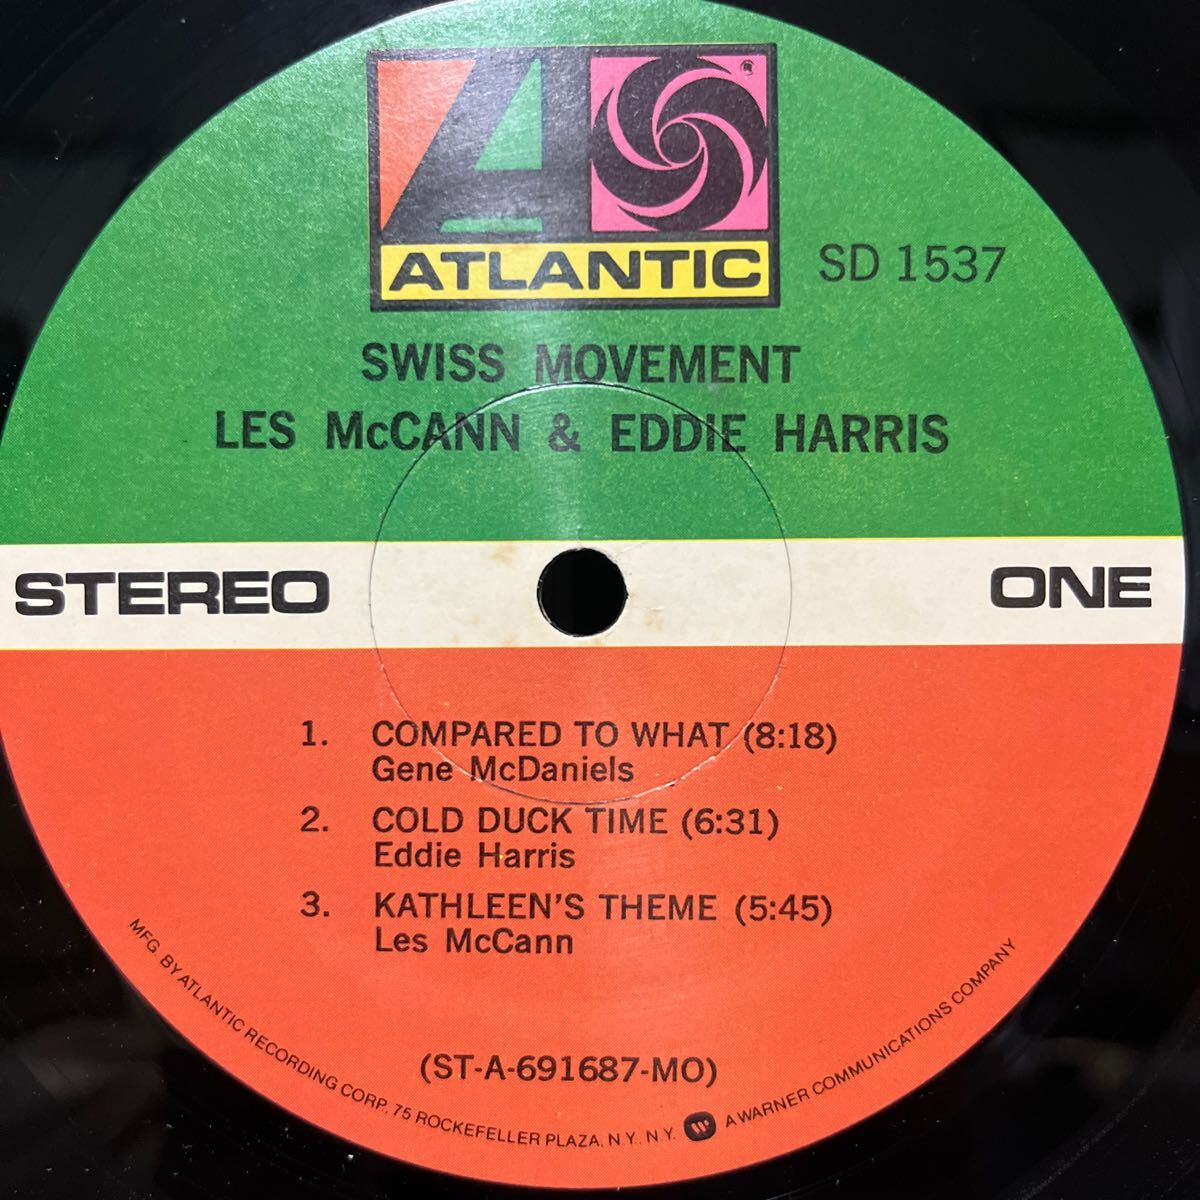 ATLANTIC
SD 1537
SWISS MOVEMENT
LES McCANN & EDDIE HARRIS
STEREO
ONE
1. COMPARED TO WHAT (8:18)
Gene McDaniels
2. COLD DUCK TIME (6:31)
Eddie Harris
3. KATHLEEN'S THEME (5:45)
Les McCann
(ST-A-691687-MO)
MFG. BY ATLANTIC RECORDING CORP. 75 ROCKEFELLER PLAZA, N.Y. N.Y. A WARNER COMMUNICATIONS COMPANY